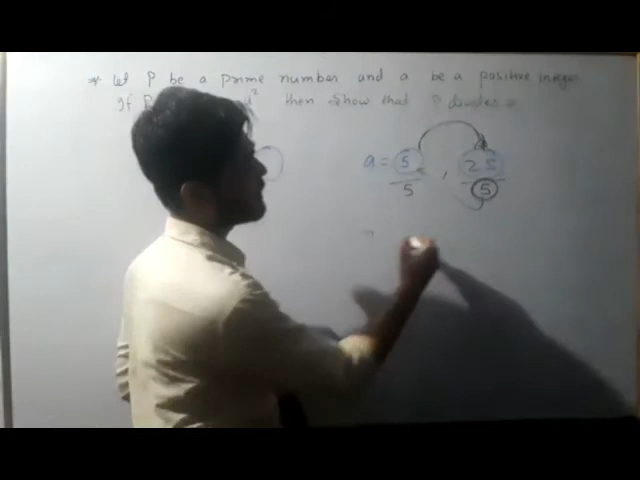 * Let P be a prime number and a be a positive integer
If P a² then show that P divides a
a = 5 , 25
5 5